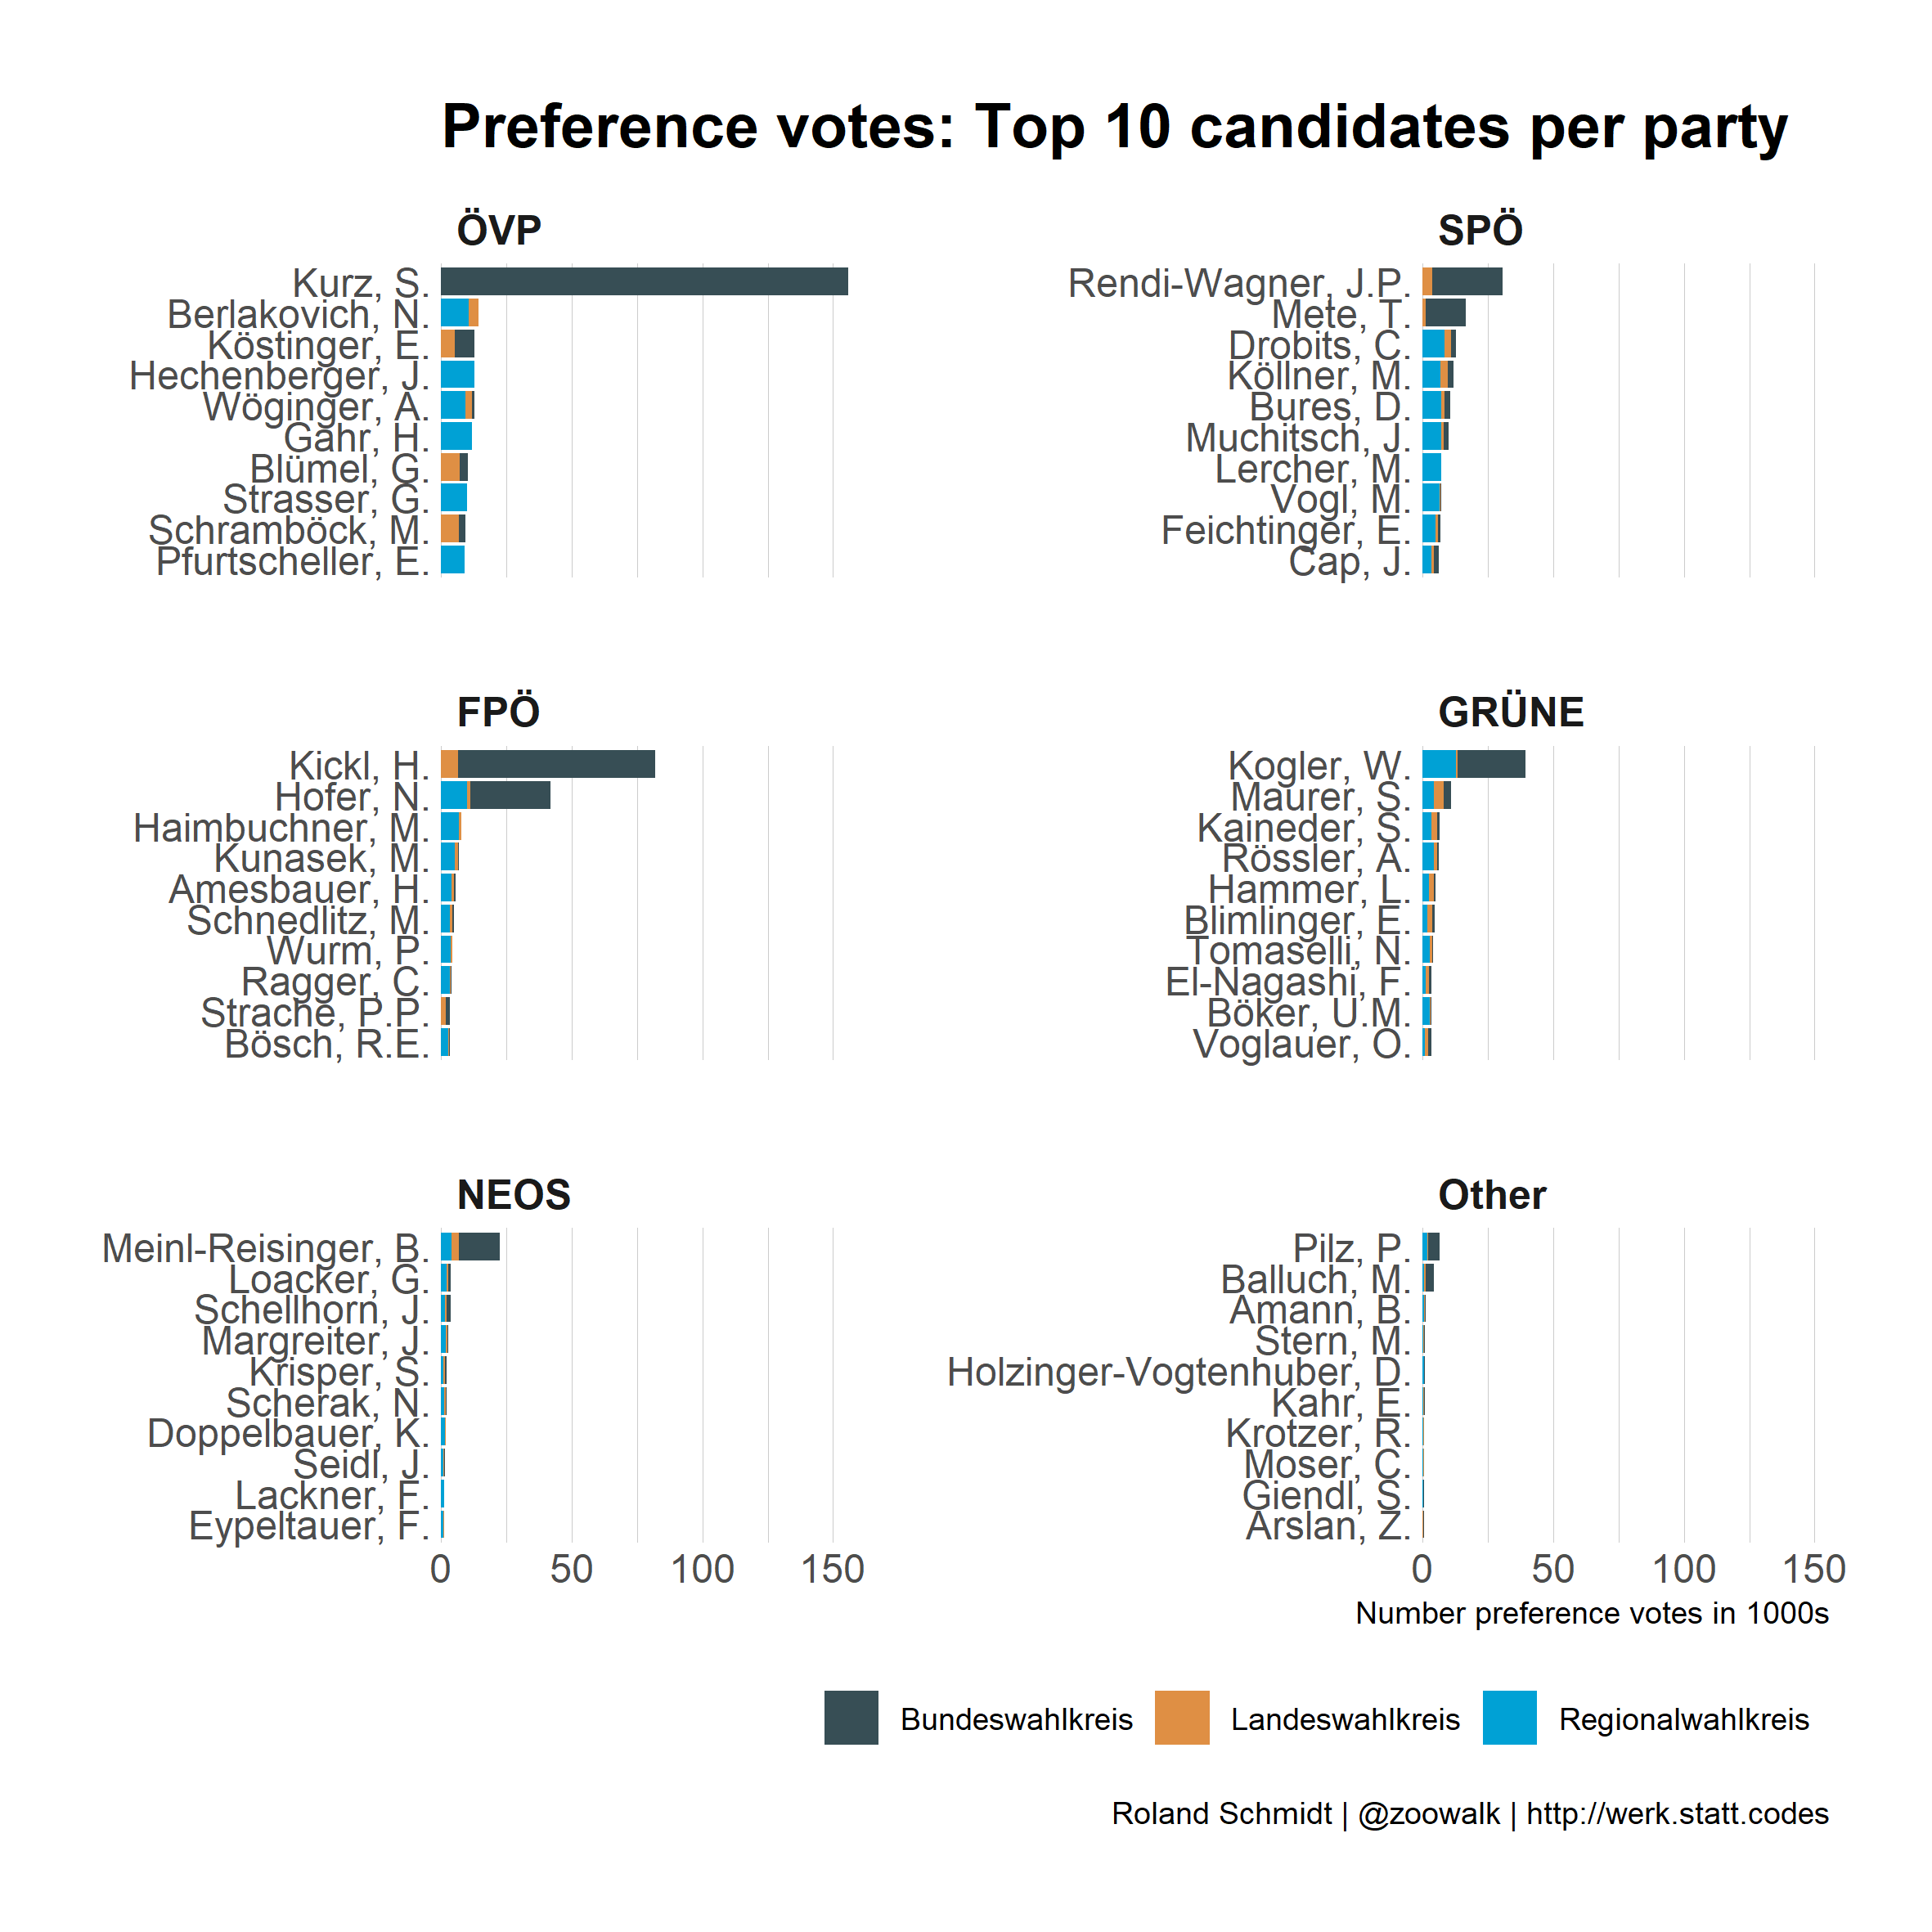 Preference votes: Top 10 candidates per party
ÖVP
Kurz, S.
Berlakovich, N.
Köstinger, E.
Hechenberger, J.
Wöginger, A.
Gahr, H.
Blümel, G.
Strasser, G.
Schramböck, M.
Pfurtscheller, E.
SPÖ
Rendi-Wagner, J.P.
Mete, T.
Drobits, C.
Köllner, M.
Bures, D.
Muchitsch, J.
Lercher, M.
Vogl, M.
Feichtinger, E.
Cap, J.
FPÖ
Kickl, H.
Hofer, N.
Haimbuchner, M.
Kunasek, M.
Amesbauer, H.
Schnedlitz, M.
Wurm, P.
Ragger, C.
Strache, P.P.
Bösch, R.E.
GRÜNE
Kogler, W.
Maurer, S.
Kaineder, S.
Rössler, A.
Hammer, L.
Blimlinger, E.
Tomaselli, N.
El-Nagashi, F.
Böker, U.M.
Voglauer, O.
NEOS
Meinl-Reisinger, B.
Loacker, G.
Schellhorn, J.
Margreiter, J.
Krisper, S.
Scherak, N.
Doppelbauer, K.
Seidl, J.
Lackner, F.
Eypeltauer, F.
0 50 100 150
Other
Pilz, P.
Balluch, M.
Amann, B.
Stern, M.
Holzinger-Vogtenhuber, D.
Kahr, E.
Krotzer, R.
Moser, C.
Giendl, S.
Arslan, Z.
0 50 100 150
Number preference votes in 1000s
Bundeswahlkreis Landeswahlkreis Regionalwahlkreis
Roland Schmidt | @zoowalk | http://werk.statt.codes